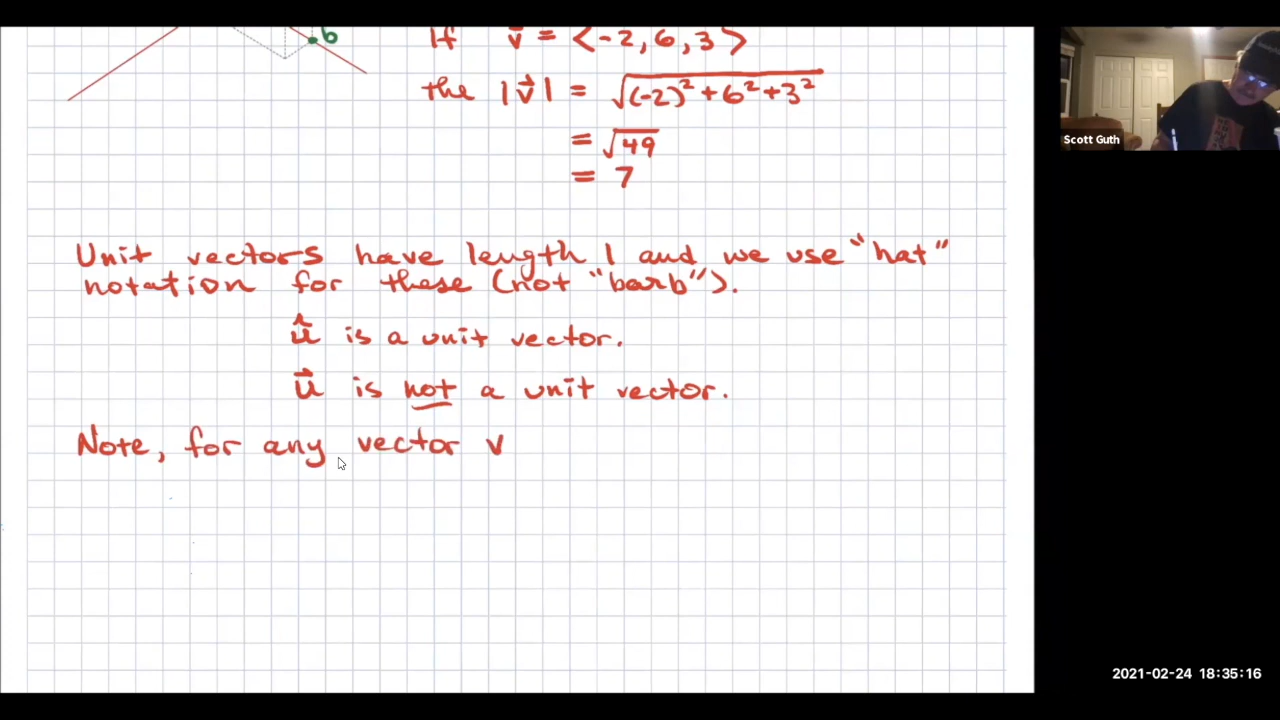 b
If v⃗ = <-2, 6, 3>
the |v⃗| = √(-2)² + 6² + 3²
= √49
= 7
Unit vectors have length 1 and we use "hat"
notation for these (not "barb").
û is a unit vector.
u⃗ is not a unit vector.
Note, for any vector v
Scott Guth
2021-02-24 18:35:16